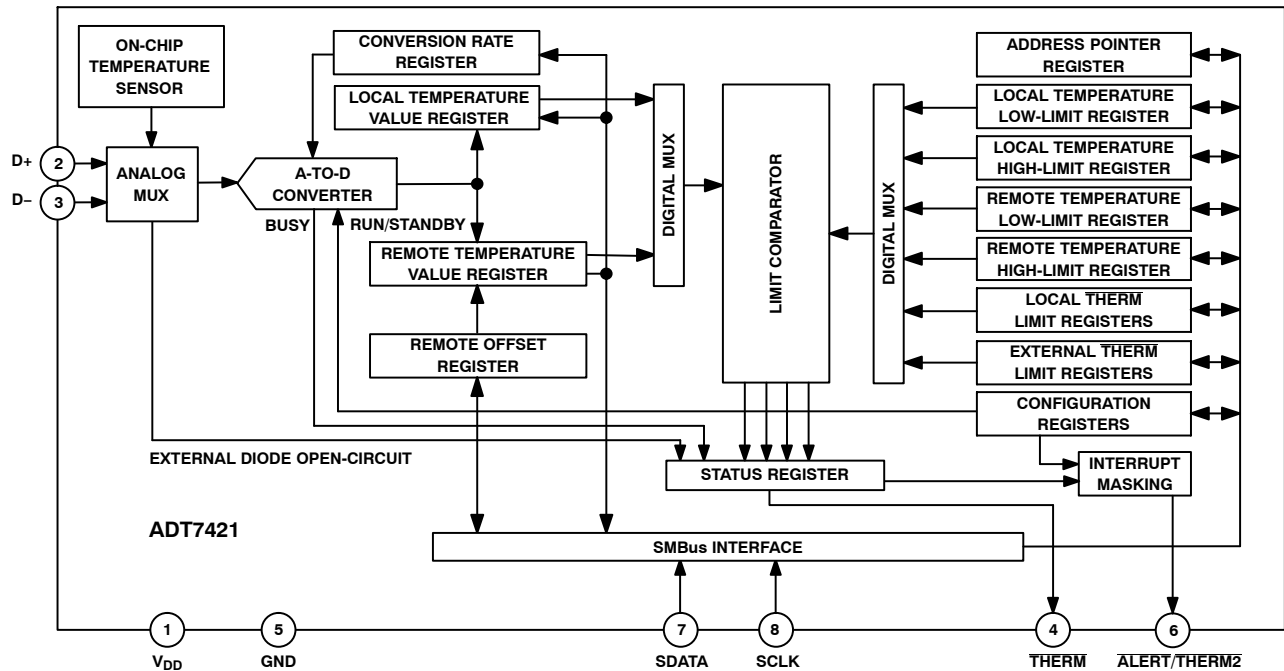 ON-CHIP
TEMPERATURE
SENSOR
CONVERSION RATE
REGISTER
LOCAL TEMPERATURE
VALUE REGISTER
ADDRESS POINTER
REGISTER
LOCAL TEMPERATURE
LOW-LIMIT REGISTER
LOCAL TEMPERATURE
HIGH-LIMIT REGISTER
REMOTE TEMPERATURE
LOW-LIMIT REGISTER
REMOTE TEMPERATURE
HIGH-LIMIT REGISTER
LOCAL THERM
LIMIT REGISTERS
EXTERNAL THERM
LIMIT REGISTERS
CONFIGURATION
REGISTERS
D+
2
D−
3
ANALOG
MUX
A-TO-D
CONVERTER
BUSY
RUN/STANDBY
DIGITAL MUX
LIMIT COMPARATOR
DIGITAL MUX
REMOTE TEMPERATURE
VALUE REGISTER
REMOTE OFFSET
REGISTER
EXTERNAL DIODE OPEN-CIRCUIT
STATUS REGISTER
INTERRUPT
MASKING
ADT7421
SMBus INTERFACE
1
5
7
8
4
6
VDD
GND
SDATA
SCLK
THERM
ALERT/THERM2